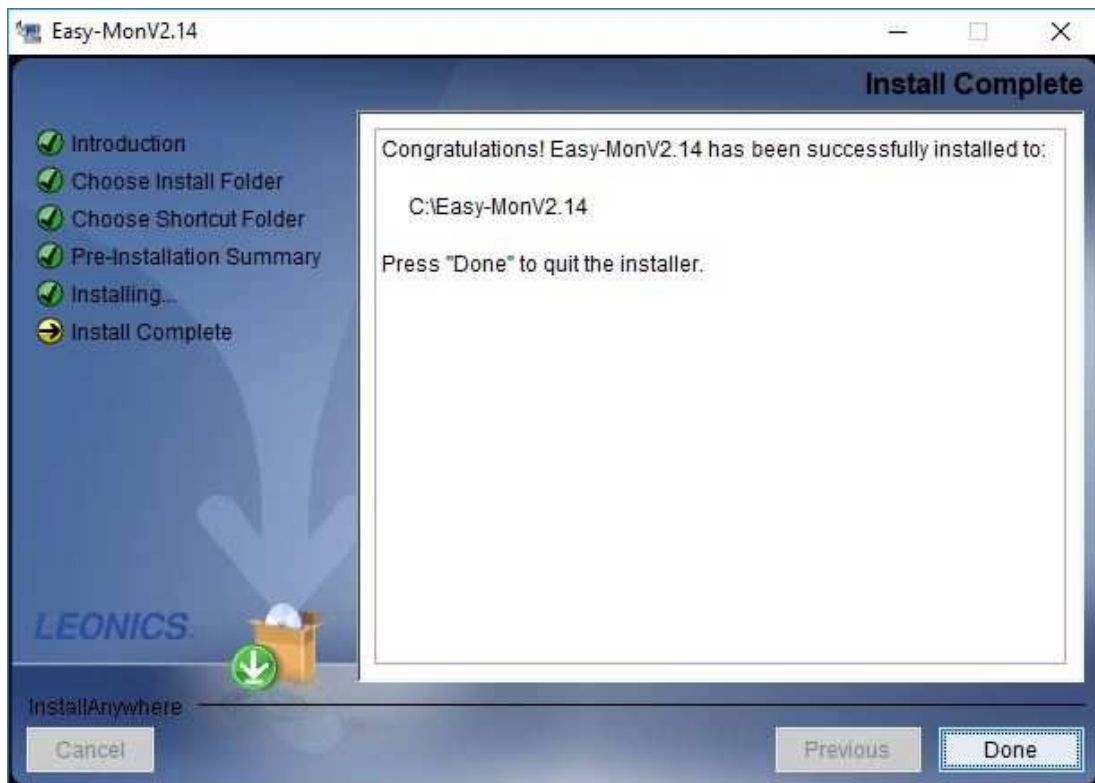 Easy-MonV2.14
Install Complete
Introduction
Choose Install Folder
Choose Shortcut Folder
Pre-Installation Summary
Installing...
Install Complete
Congratulations! Easy-MonV2.14 has been successfully installed to:
C:\Easy-MonV2.14
Press "Done" to quit the installer.
LEONICS
InstallAnywhere
Cancel
Previous
Done